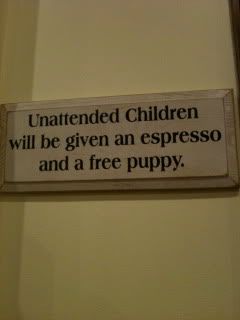 Unattended Children
will be given an espresso
and a free puppy.